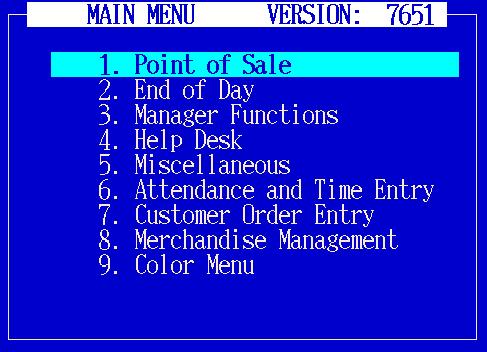 MAIN MENU VERSION: 7651
1. Point of Sale
2. End of Day
3. Manager Functions
4. Help Desk
5. Miscellaneous
6. Attendance and Time Entry
7. Customer Order Entry
8. Merchandise Management
9. Color Menu